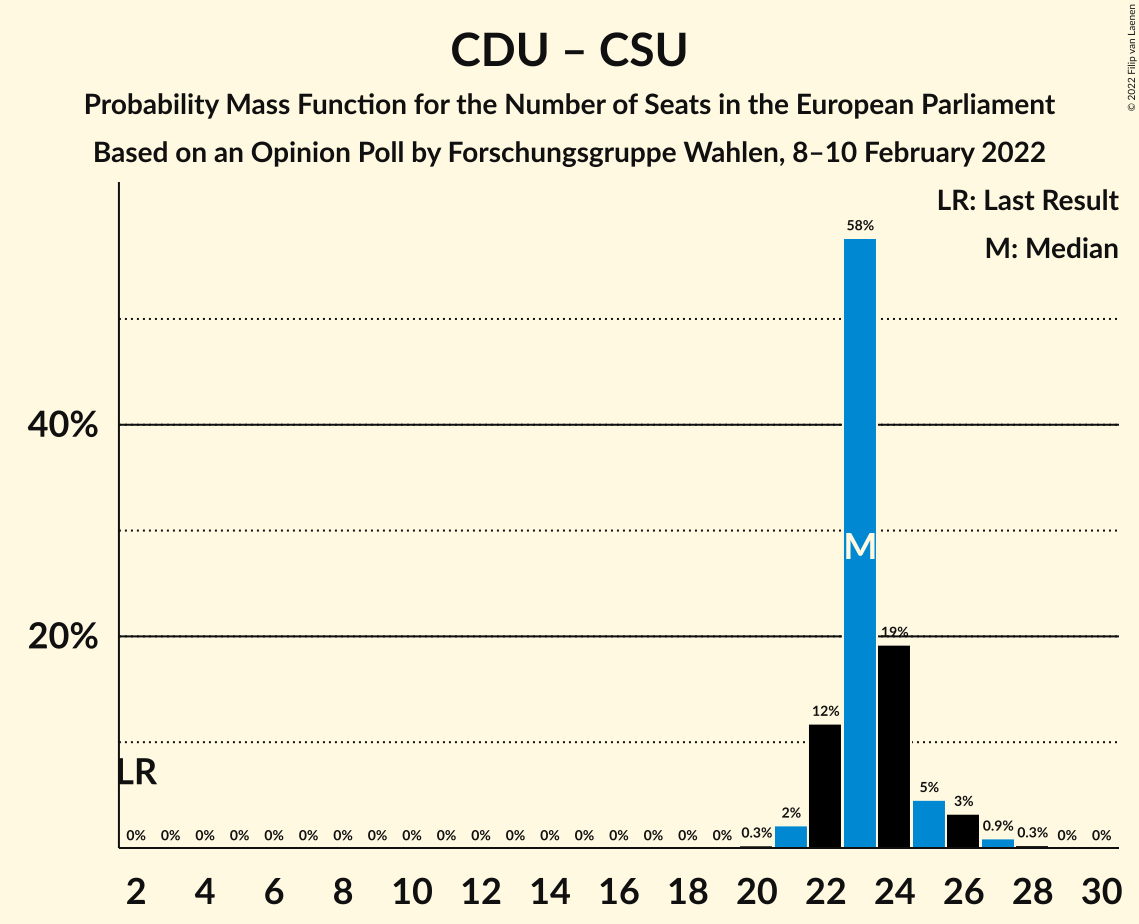 CDU – CSU
Probability Mass Function for the Number of Seats in the European Parliament
Based on an Opinion Poll by Forschungsgruppe Wahlen, 8–10 February 2022
© 2022 Filip van Laenen
LR: Last Result
M: Median
58%
40%
M
20%
19%
12%
LR
5%
3%
2%
0.9%
0% 0% 0% 0% 0% 0% 0% 0% 0% 0% 0% 0% 0% 0% 0% 0% 0% 0% 0.3% 0.3% 0% 0%
2 4 6 8 10 12 14 16 18 20 22 24 26 28 30